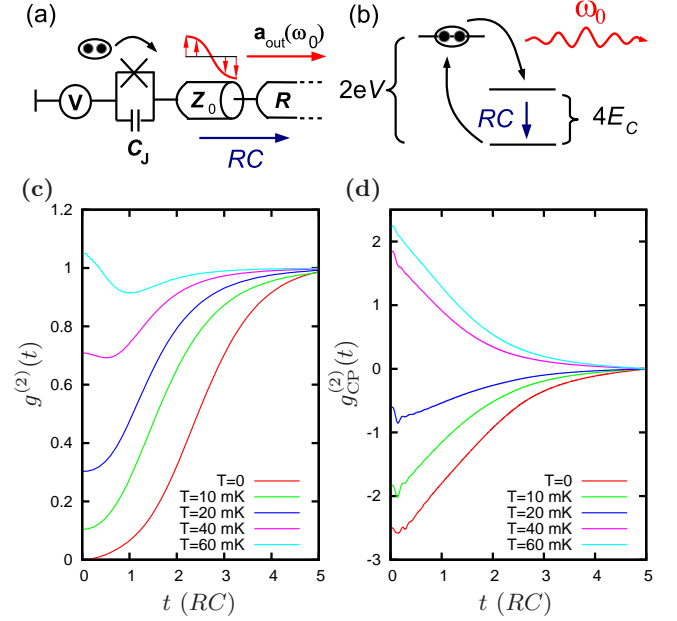 (a)
a_out(ω_0)
V
Z_0
R
C_J
RC
(b)
ω_0
2eV
RC
4E_C
(c)
1.2
1
0.8
0.6
0.4
0.2
0
g^(2)(t)
T=0
T=10 mK
T=20 mK
T=40 mK
T=60 mK
0 1 2 3 4 5
t (RC)
(d)
3
2
1
0
-1
-2
-3
g_CP^(2)(t)
T=0
T=10 mK
T=20 mK
T=40 mK
T=60 mK
0 1 2 3 4 5
t (RC)